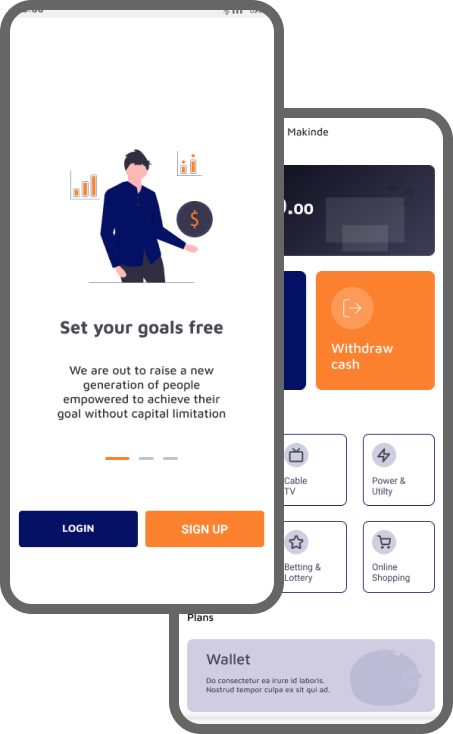 Set your goals free
We are out to raise a new
generation of people
empowered to achieve their
goal without capital limitation
LOGIN
SIGN UP
Makinde
.00
Withdraw
cash
Cable
TV
Power &
Utilty
Betting &
Lottery
Online
Shopping
Plans
Wallet
Do consectetur ea irure id laboris.
Nostrud tempor culpa ex sit qui ad.